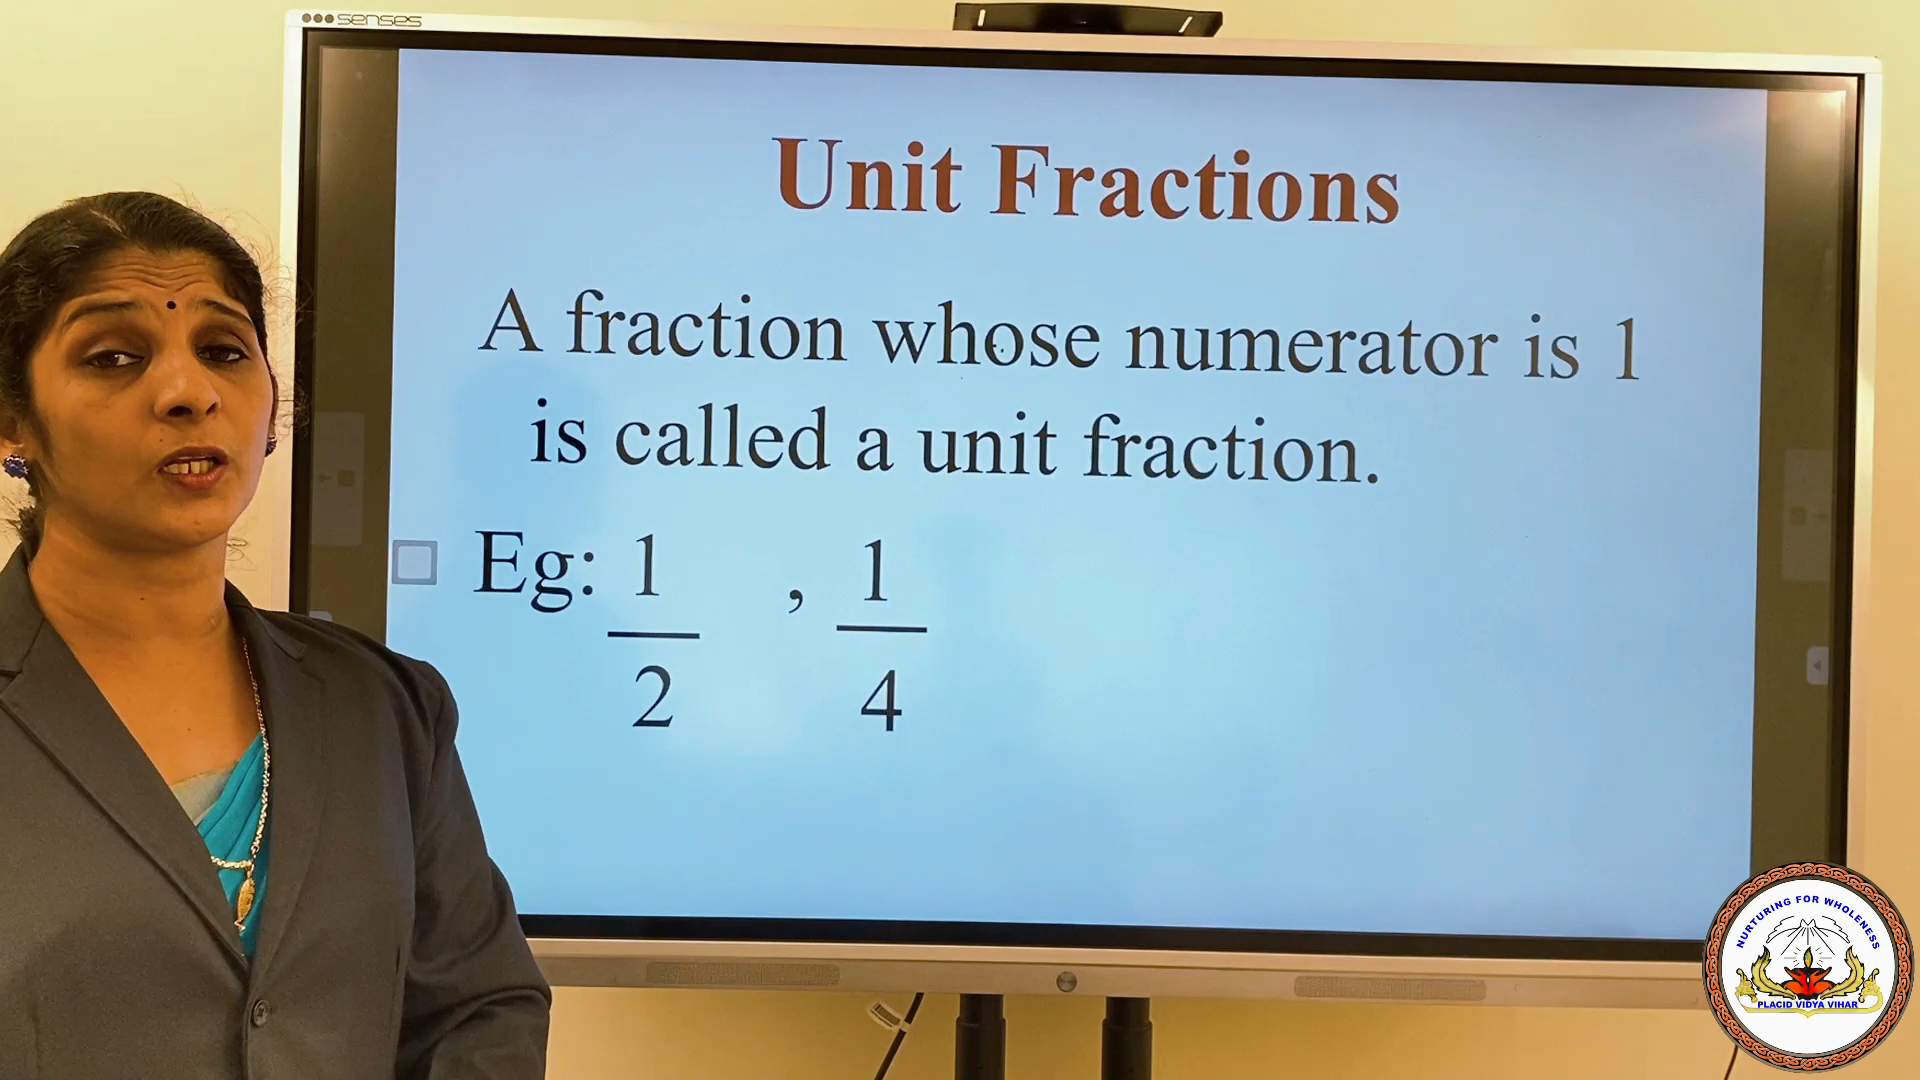 senses
Unit Fractions
A fraction whose numerator is 1
is called a unit fraction.
Eg: 1/2 , 1/4
NURTURING FOR WHOLENESS
PLACID VIDYA VIHAR